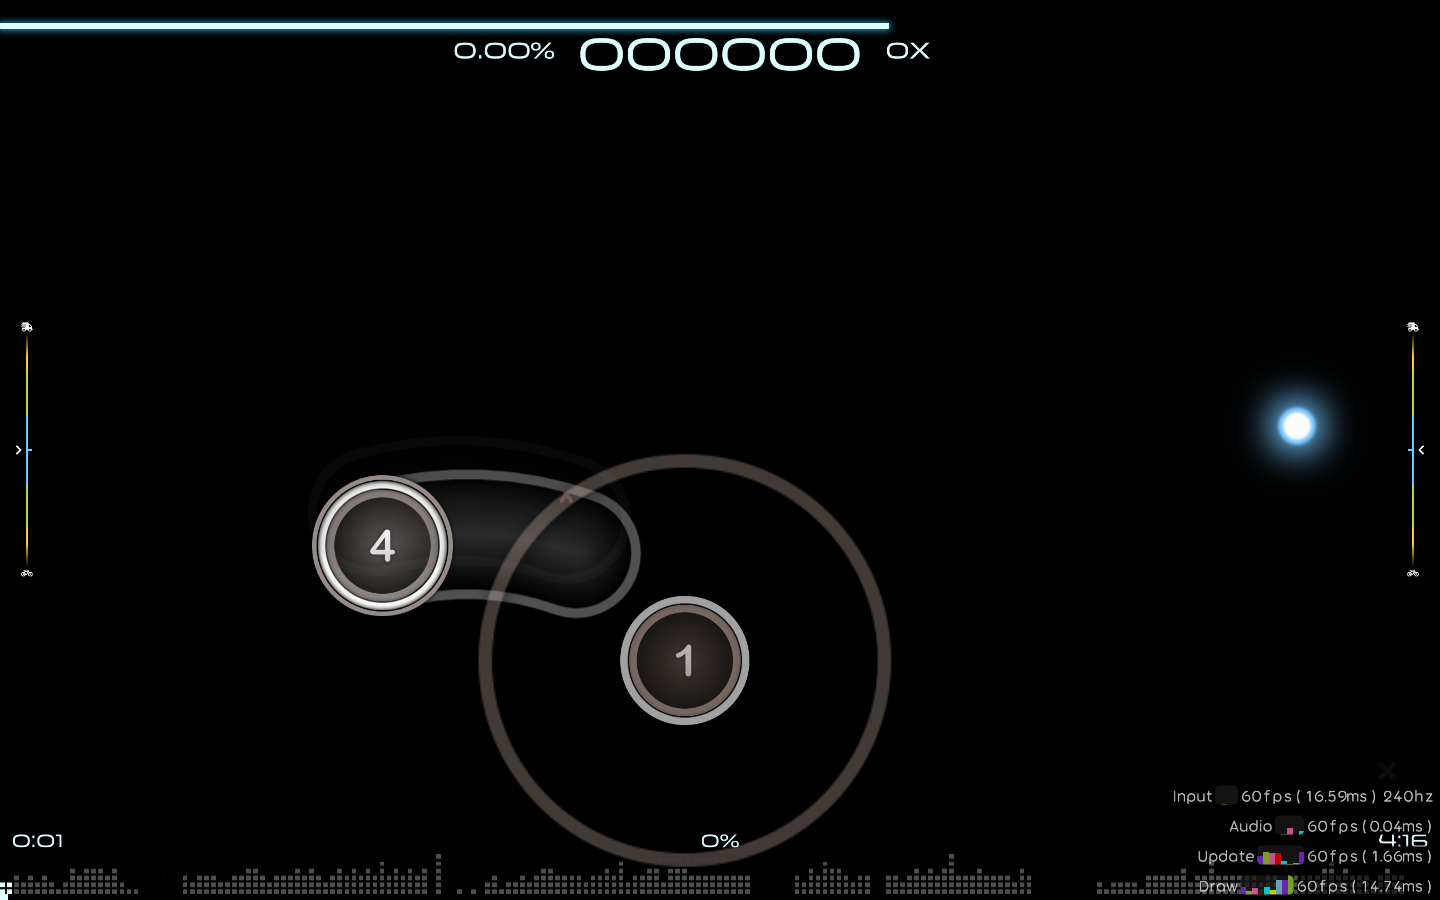 0.00% 000000 0X
4
1
Input 60fps (16.59ms) 240hz
Audio 60fps (0.04ms)
0:01 0% 4:16
Update 60fps (1.66ms)
Draw 60fps (14.74ms)